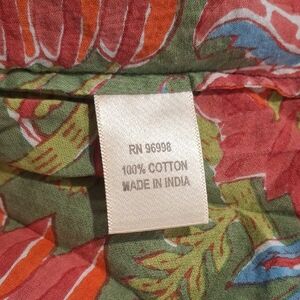 RN 96998
100% COTTON
MADE IN INDIA